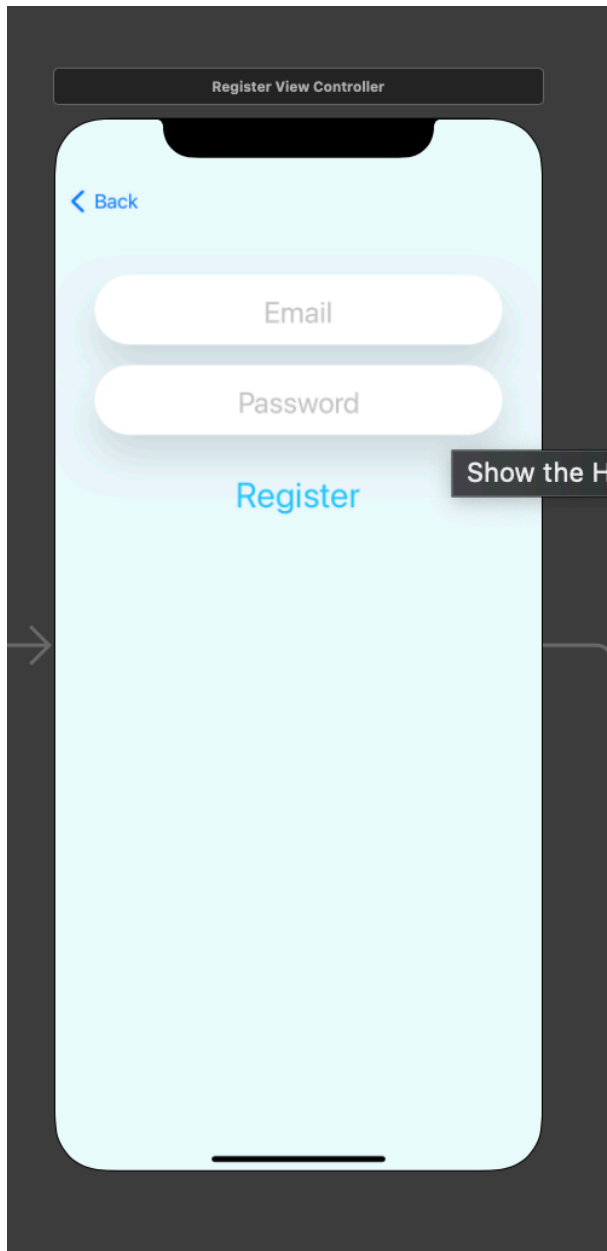 Register View Controller
Back
Email
Password
Show the
Register